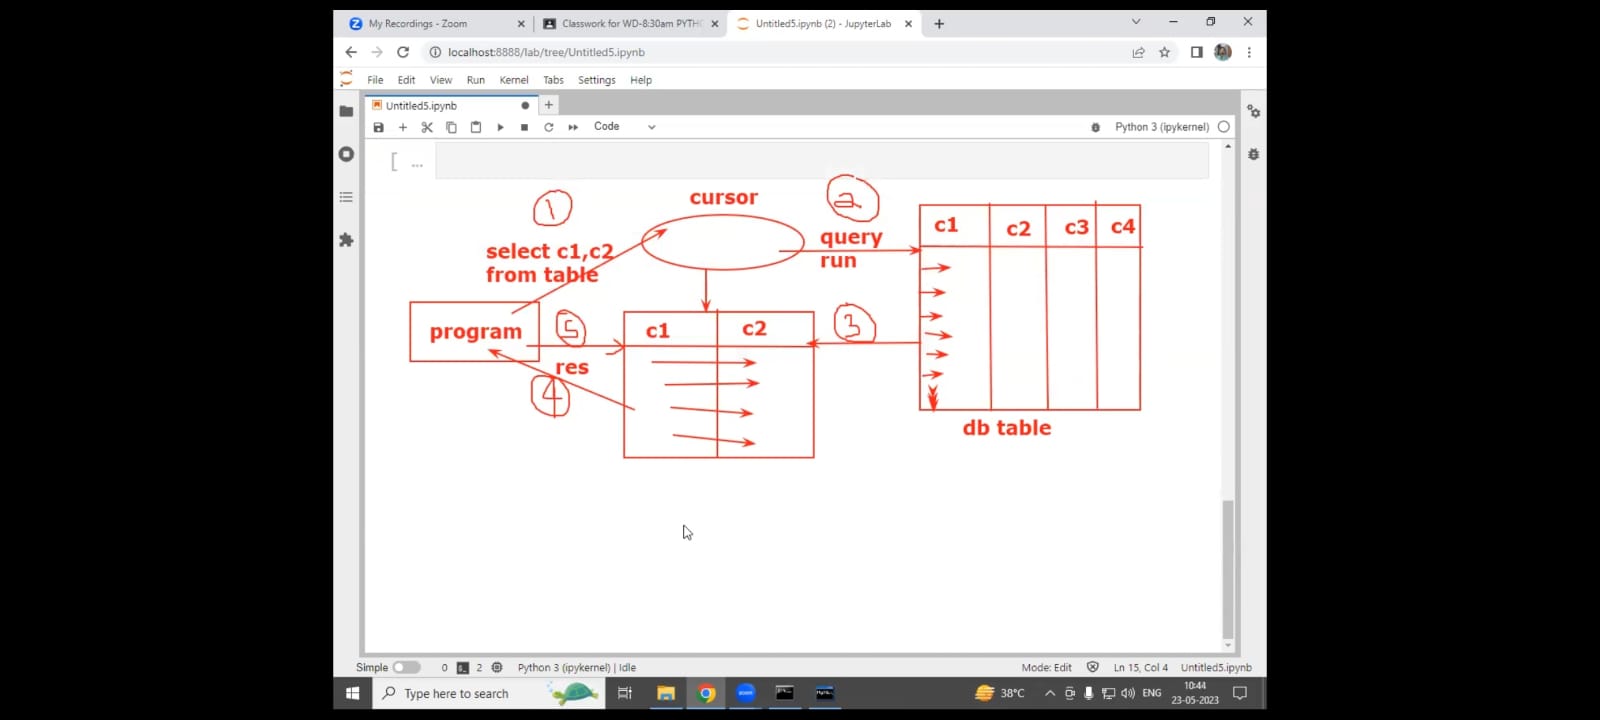 My Recordings - Zoom
Classwork for WD-8:30am PYTH
Untitled5.ipynb (2) - JupyterLab
localhost:8888/lab/tree/Untitled5.ipynb
File Edit View Run Kernel Tabs Settings Help
Untitled5.ipynb
Code
Python 3 (ipykernel)
[ ...
1
cursor
2
select c1,c2
from table
query
run
c1 c2 c3 c4
program
5
c1 c2
3
res
4
db table
Simple 0 2 Python 3 (ipykernel) | Idle Mode: Edit Ln 15, Col 4 Untitled5.ipynb
Type here to search
38°C
ENG
10:44
23-05-2023